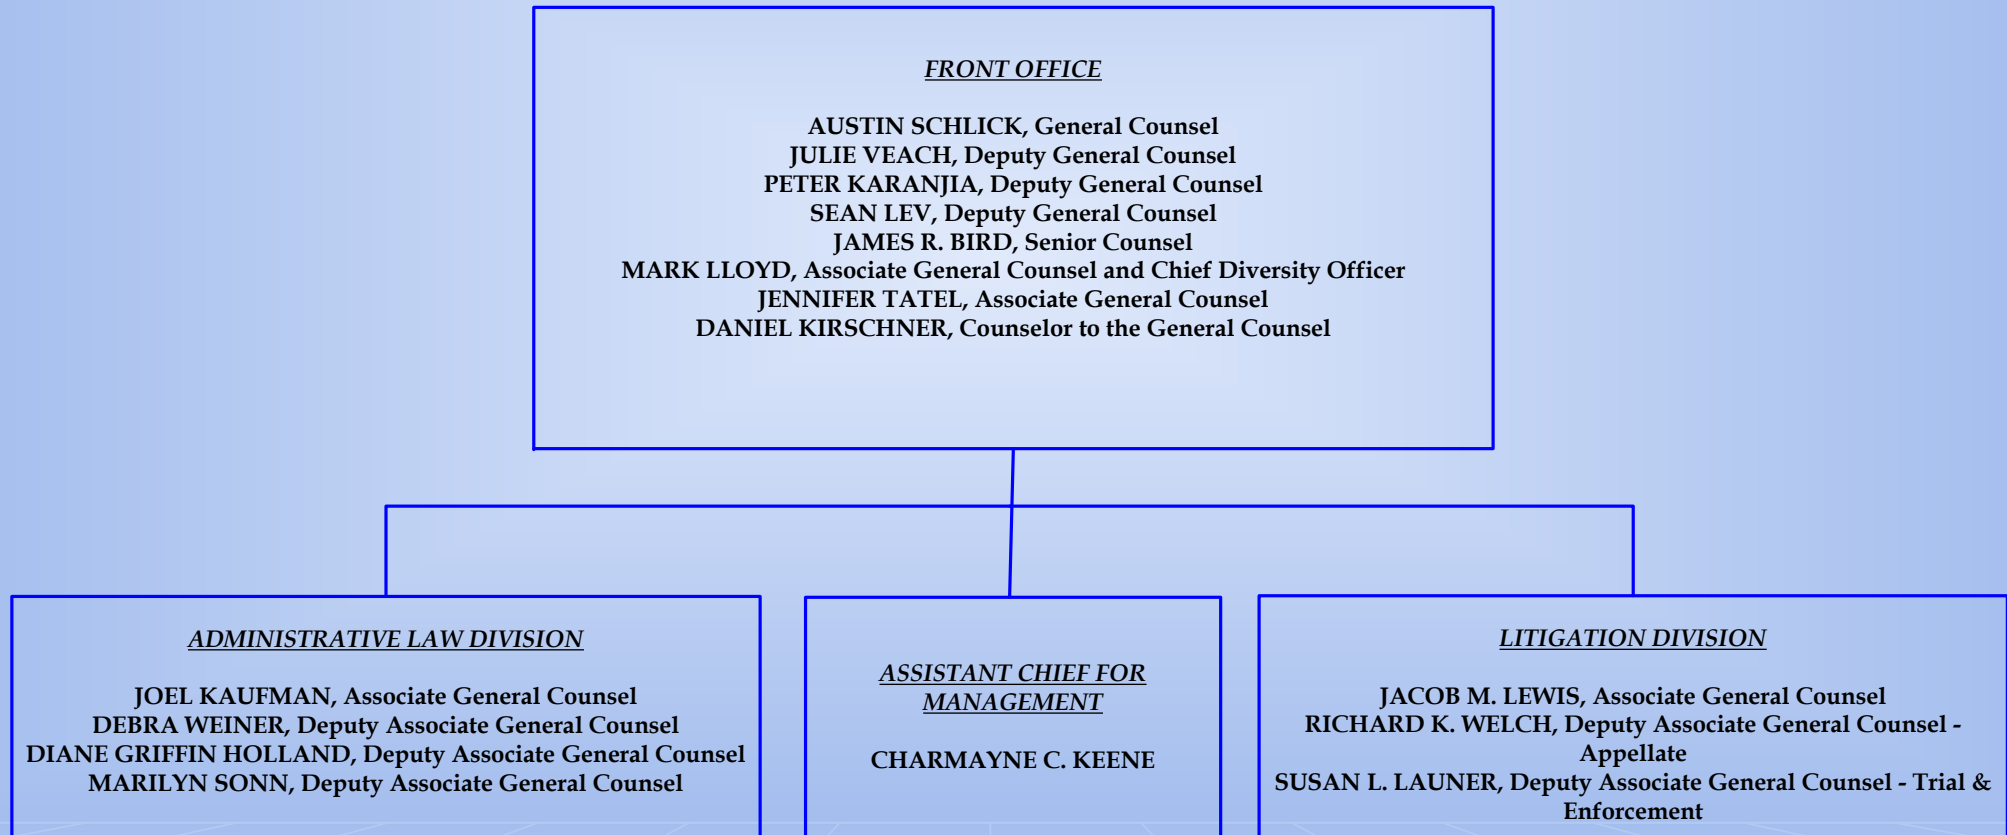 FRONT OFFICE
AUSTIN SCHLICK, General Counsel
JULIE VEACH, Deputy General Counsel
PETER KARANJIA, Deputy General Counsel
SEAN LEV, Deputy General Counsel
JAMES R. BIRD, Senior Counsel
MARK LLOYD, Associate General Counsel and Chief Diversity Officer
JENNIFER TATEL, Associate General Counsel
DANIEL KIRSCHNER, Counselor to the General Counsel
ADMINISTRATIVE LAW DIVISION
JOEL KAUFMAN, Associate General Counsel
DEBRA WEINER, Deputy Associate General Counsel
DIANE GRIFFIN HOLLAND, Deputy Associate General Counsel
MARILYN SONN, Deputy Associate General Counsel
ASSISTANT CHIEF FOR
MANAGEMENT
CHARMAYNE C. KEENE
LITIGATION DIVISION
JACOB M. LEWIS, Associate General Counsel
RICHARD K. WELCH, Deputy Associate General Counsel -
Appellate
SUSAN L. LAUNER, Deputy Associate General Counsel - Trial &
Enforcement